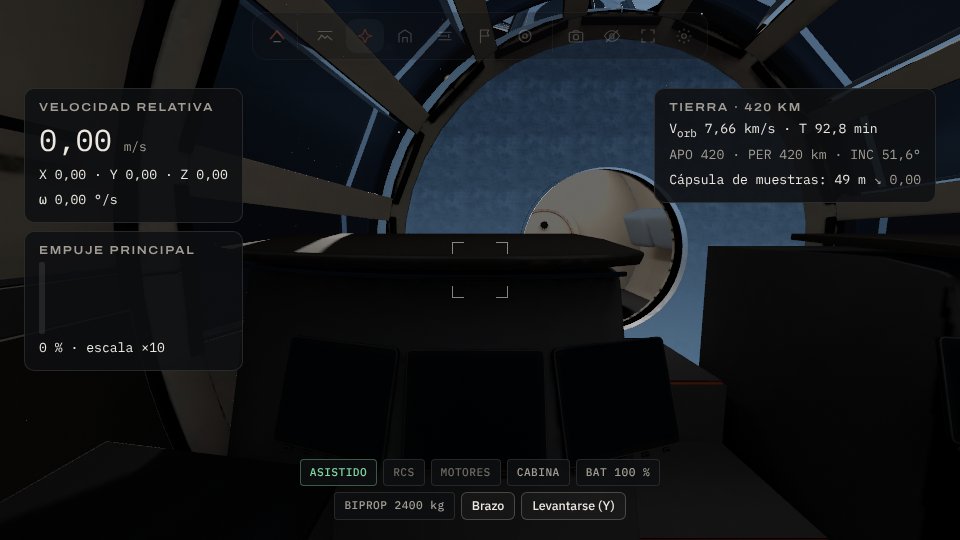 VELOCIDAD RELATIVA
0,00 m/s
X 0,00 · Y 0,00 · Z 0,00
ω 0,00 °/s
EMPUJE PRINCIPAL
0 % · escala ×10
TIERRA · 420 KM
Vorb 7,66 km/s · T 92,8 min
APO 420 · PER 420 km · INC 51,6°
Cápsula de muestras: 49 m ↘ 0,00
ASISTIDO RCS MOTORES CABINA BAT 100 %
BIPROP 2400 kg Brazo Levantarse (Y)